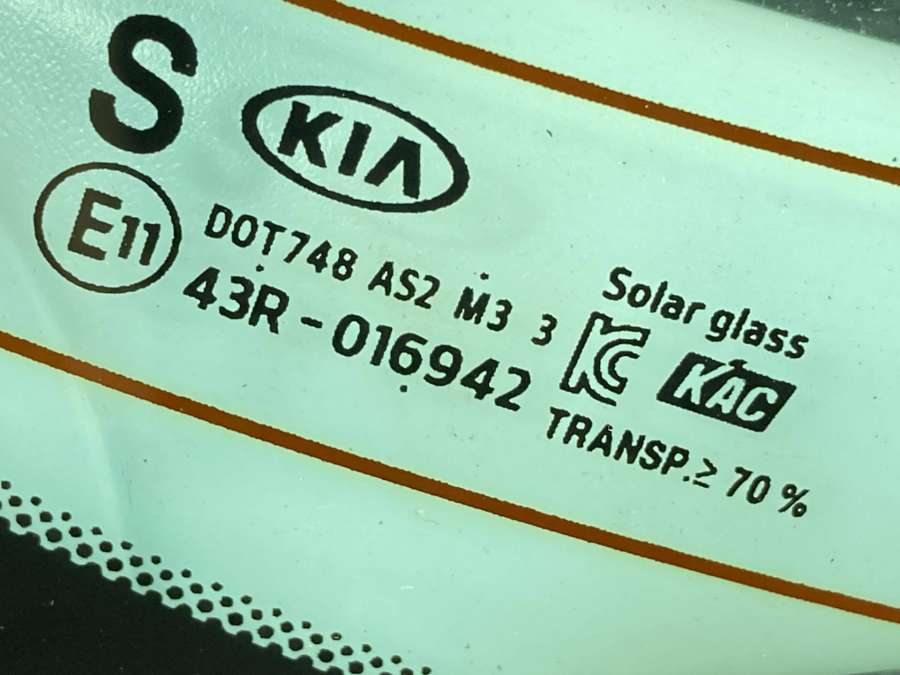 S
KIA
E11
DOT748 AS2 M3 3
43R-016942
Solar glass
KC KAC
TRANSP.≥ 70 %